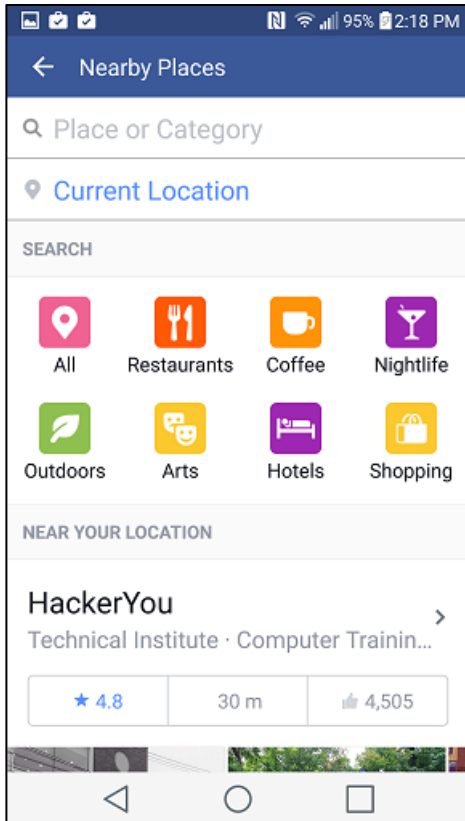 95% 2:18 PM
Nearby Places
Place or Category
Current Location
SEARCH
All Restaurants Coffee Nightlife
Outdoors Arts Hotels Shopping
NEAR YOUR LOCATION
HackerYou
Technical Institute · Computer Trainin...
4.8 30 m 4,505